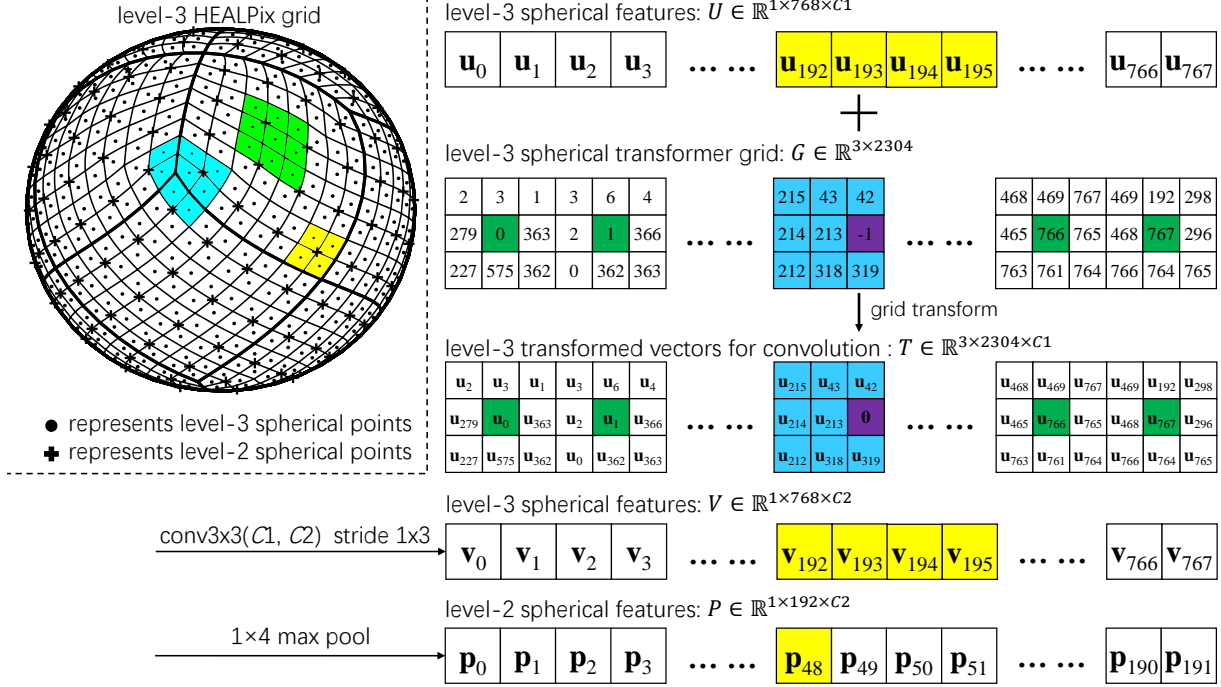 level-3 HEALPix grid
● represents level-3 spherical points
✚ represents level-2 spherical points
level-3 spherical features: U ∈ ℝ^{1×768×C1}
u_0 u_1 u_2 u_3 … … u_192 u_193 u_194 u_195 … … u_766 u_767
+
level-3 spherical transformer grid: G ∈ ℝ^{3×2304}
2 3 1 3 6 4 215 43 42 468 469 767 469 192 298
279 0 363 2 1 366 … … 214 213 -1 … … 465 766 765 468 767 296
227 575 362 0 362 363 212 318 319 763 761 764 766 764 765
grid transform
level-3 transformed vectors for convolution : T ∈ ℝ^{3×2304×C1}
u_2 u_3 u_1 u_3 u_6 u_4 u_215 u_43 u_42 u_468 u_469 u_767 u_469 u_192 u_298
u_279 u_0 u_363 u_2 u_1 u_366 … … u_214 u_213 0 … … u_465 u_766 u_765 u_468 u_767 u_296
u_227 u_575 u_362 u_0 u_362 u_363 u_212 u_318 u_319 u_763 u_761 u_764 u_766 u_764 u_765
level-3 spherical features: V ∈ ℝ^{1×768×C2}
conv3x3(C1, C2) stride 1x3
v_0 v_1 v_2 v_3 … … v_192 v_193 v_194 v_195 … … v_766 v_767
level-2 spherical features: P ∈ ℝ^{1×192×C2}
1×4 max pool
p_0 p_1 p_2 p_3 … … p_48 p_49 p_50 p_51 … … p_190 p_191